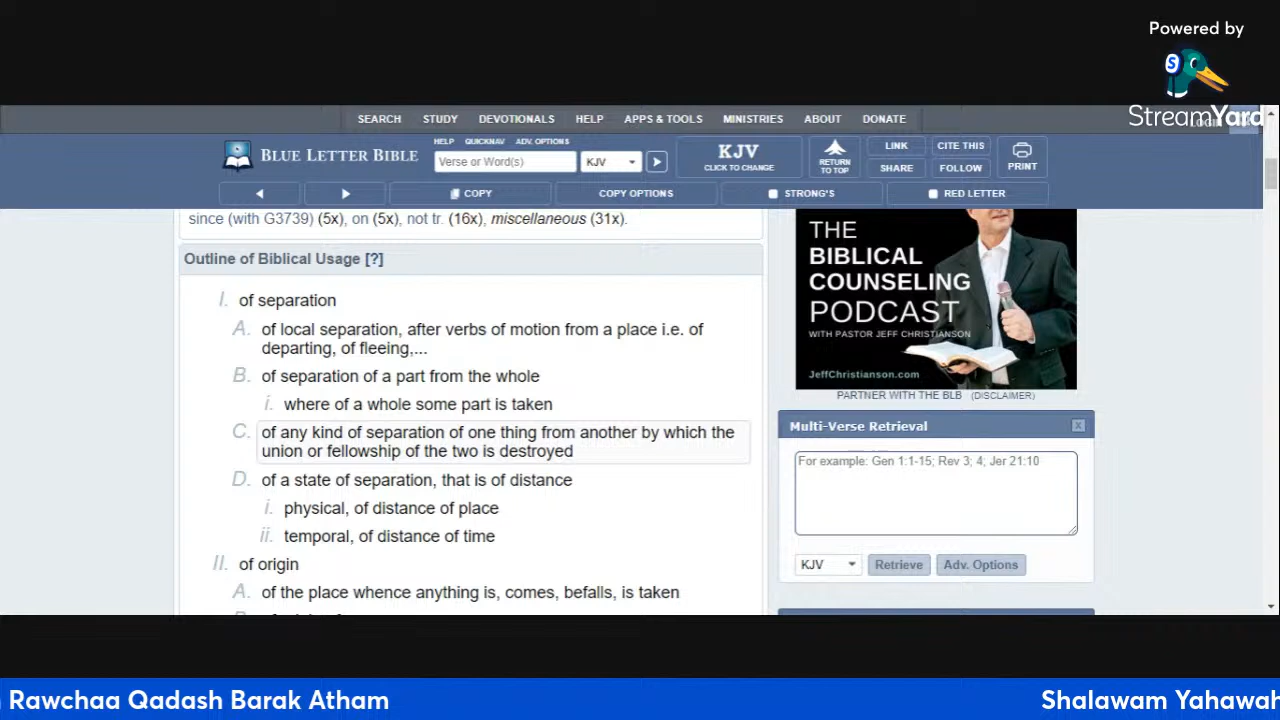 Powered by
StreamYard
SEARCH STUDY DEVOTIONALS HELP APPS & TOOLS MINISTRIES ABOUT DONATE
HELP QUICKNAV ADV. OPTIONS
BLUE LETTER BIBLE
Verse or Word(s)
KJV
KJV
CLICK TO CHANGE
RETURN
TO TOP
LINK
CITE THIS
SHARE
FOLLOW
PRINT
COPY
COPY OPTIONS
STRONG'S
RED LETTER
since (with G3739) (5x), on (5x), not tr. (16x), miscellaneous (31x).
Outline of Biblical Usage [?]
I. of separation
A. of local separation, after verbs of motion from a place i.e. of
departing, of fleeing,...
B. of separation of a part from the whole
i. where of a whole some part is taken
C. of any kind of separation of one thing from another by which the
union or fellowship of the two is destroyed
D. of a state of separation, that is of distance
i. physical, of distance of place
ii. temporal, of distance of time
II. of origin
A. of the place whence anything is, comes, befalls, is taken
THE
BIBLICAL
COUNSELING
PODCAST
WITH PASTOR JEFF CHRISTIANSON
JeffChristianson.com
PARTNER WITH THE BLB (DISCLAIMER)
Multi-Verse Retrieval
For example: Gen 1:1-15; Rev 3; 4; Jer 21:10
KJV
Retrieve
Adv. Options
Rawchaa Qadash Barak Atham
Shalawam Yahawah